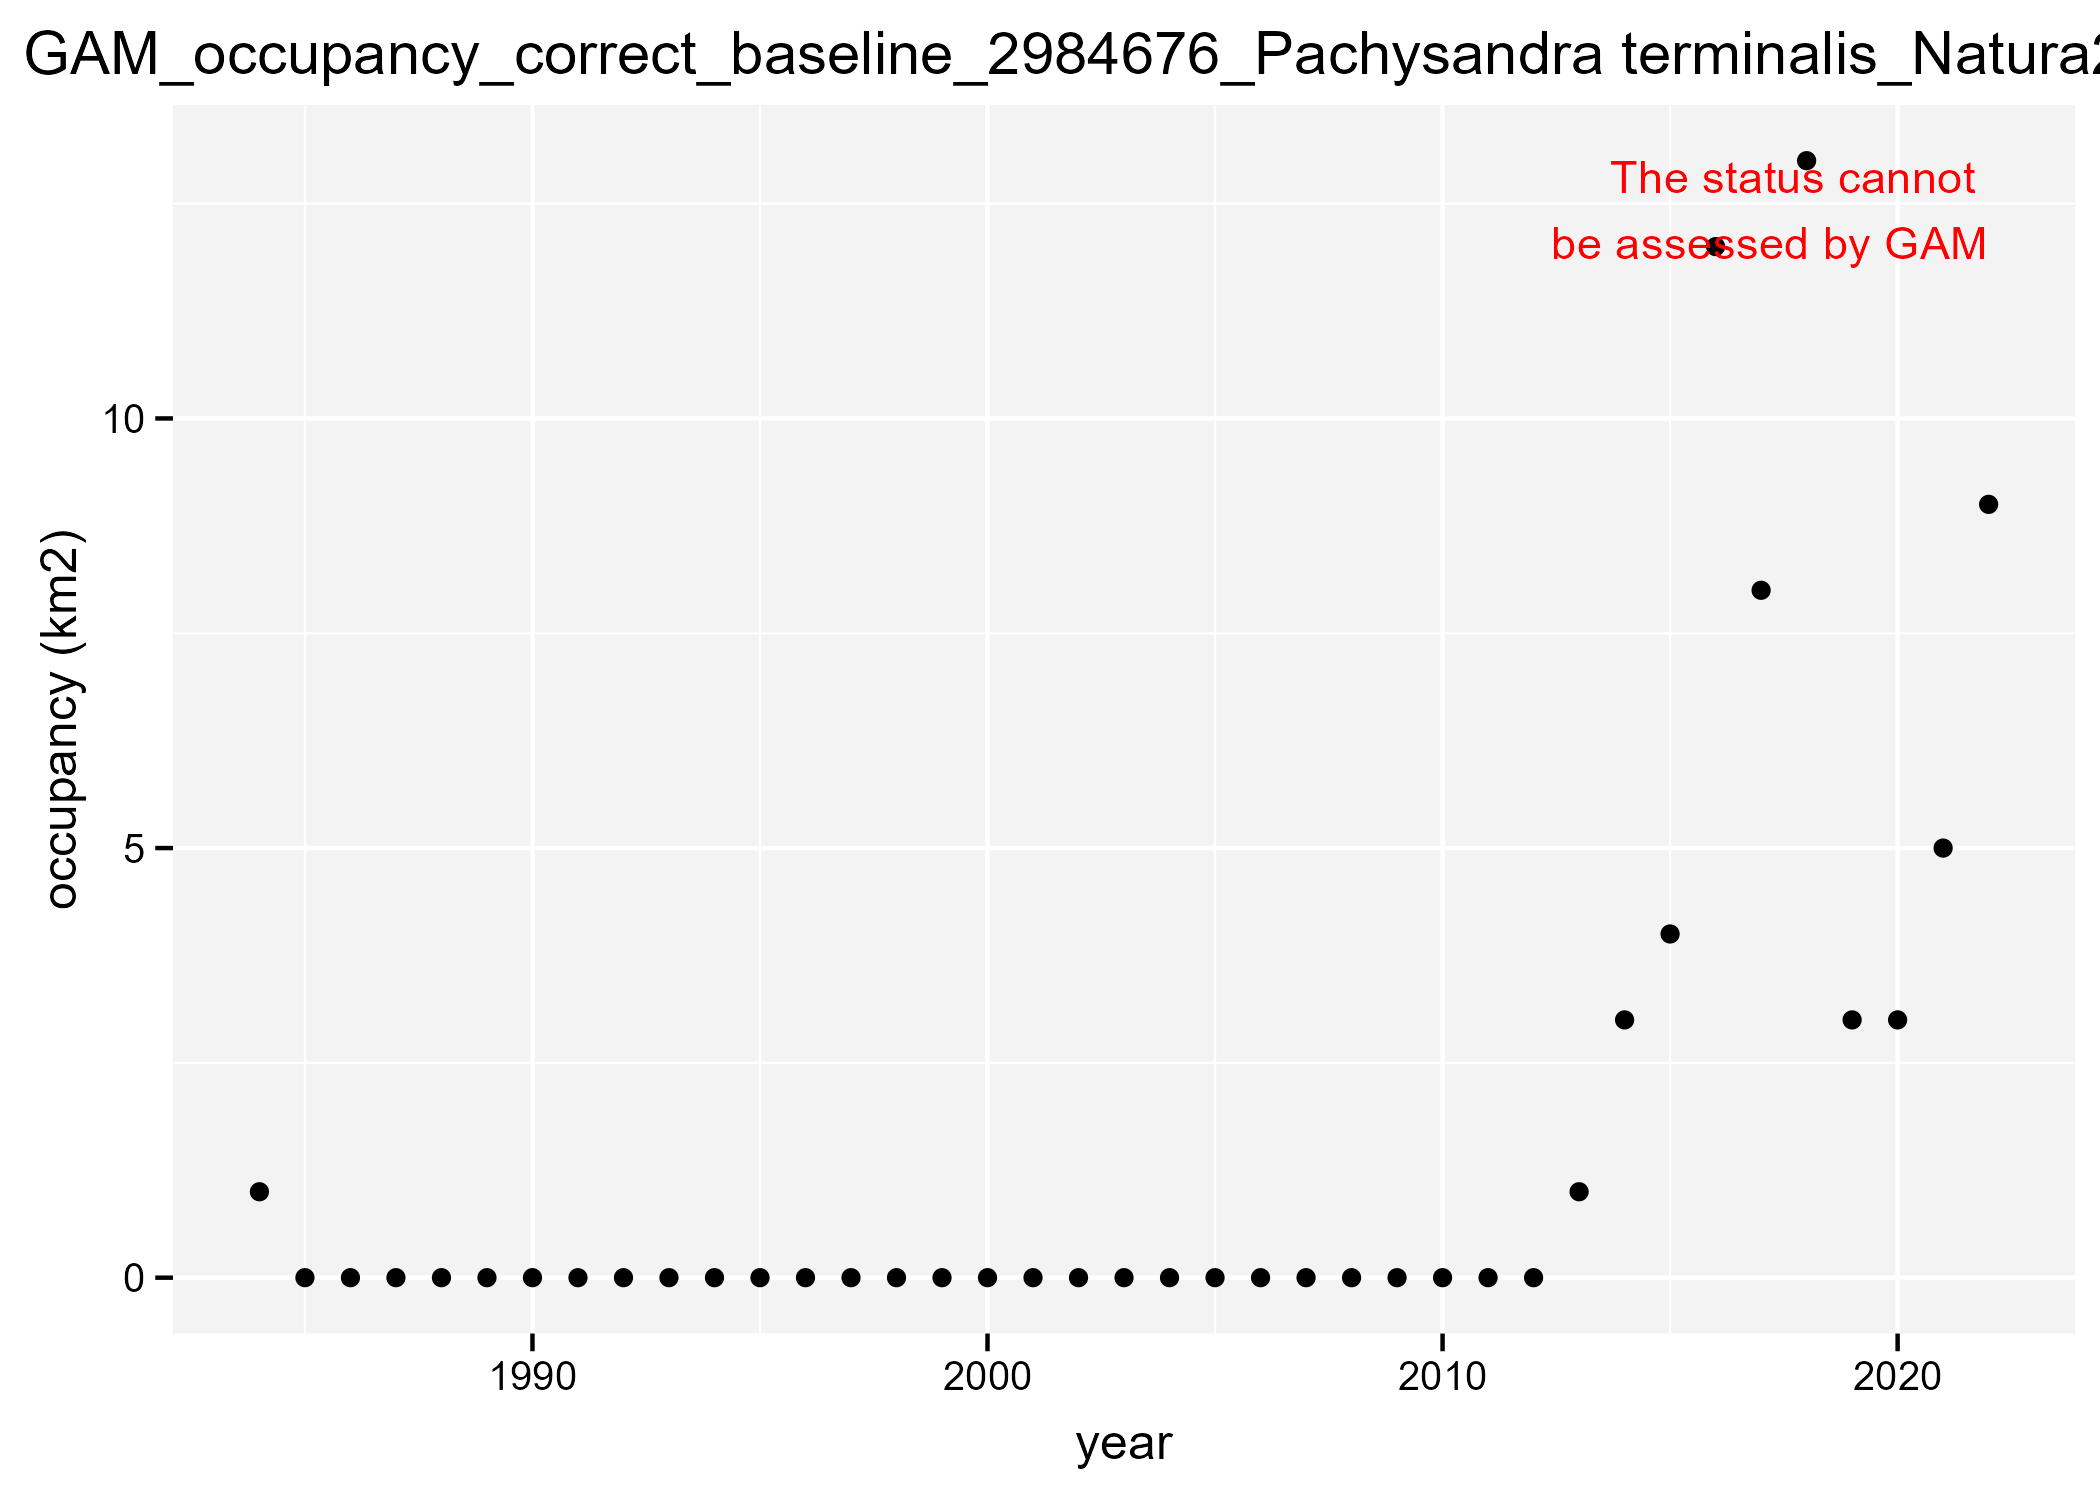 GAM_occupancy_correct_baseline_2984676_Pachysandra terminalis_Natura2
The status cannot
be assessed by GAM
10
5
0
occupancy (km2)
1990 2000 2010 2020
year